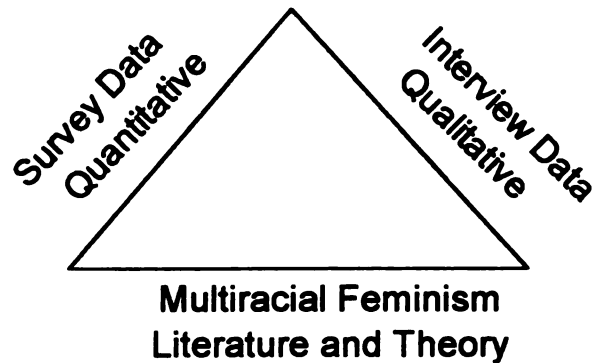 Survey Data
Quantitative
Interview Data
Qualitative
Multiracial Feminism
Literature and Theory